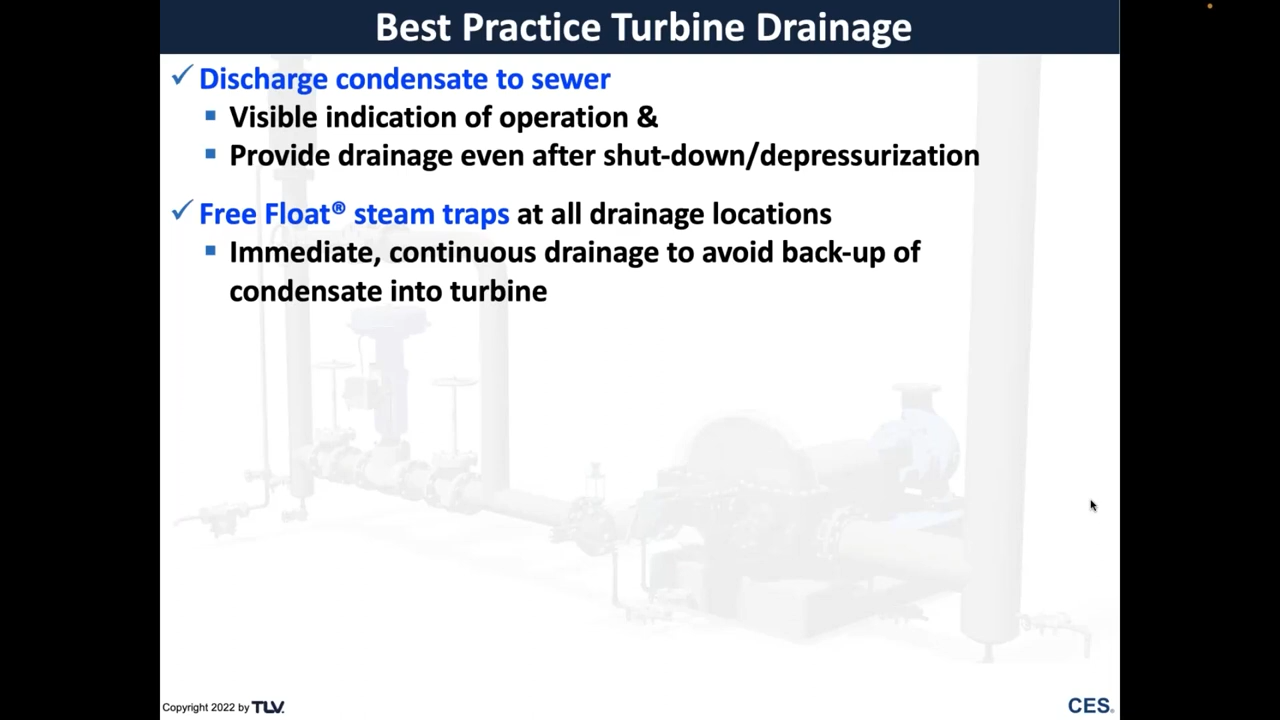 Best Practice Turbine Drainage
Discharge condensate to sewer
Visible indication of operation &
Provide drainage even after shut-down/depressurization
Free Float® steam traps at all drainage locations
Immediate, continuous drainage to avoid back-up of
condensate into turbine
Copyright 2022 by TLV.
CES.